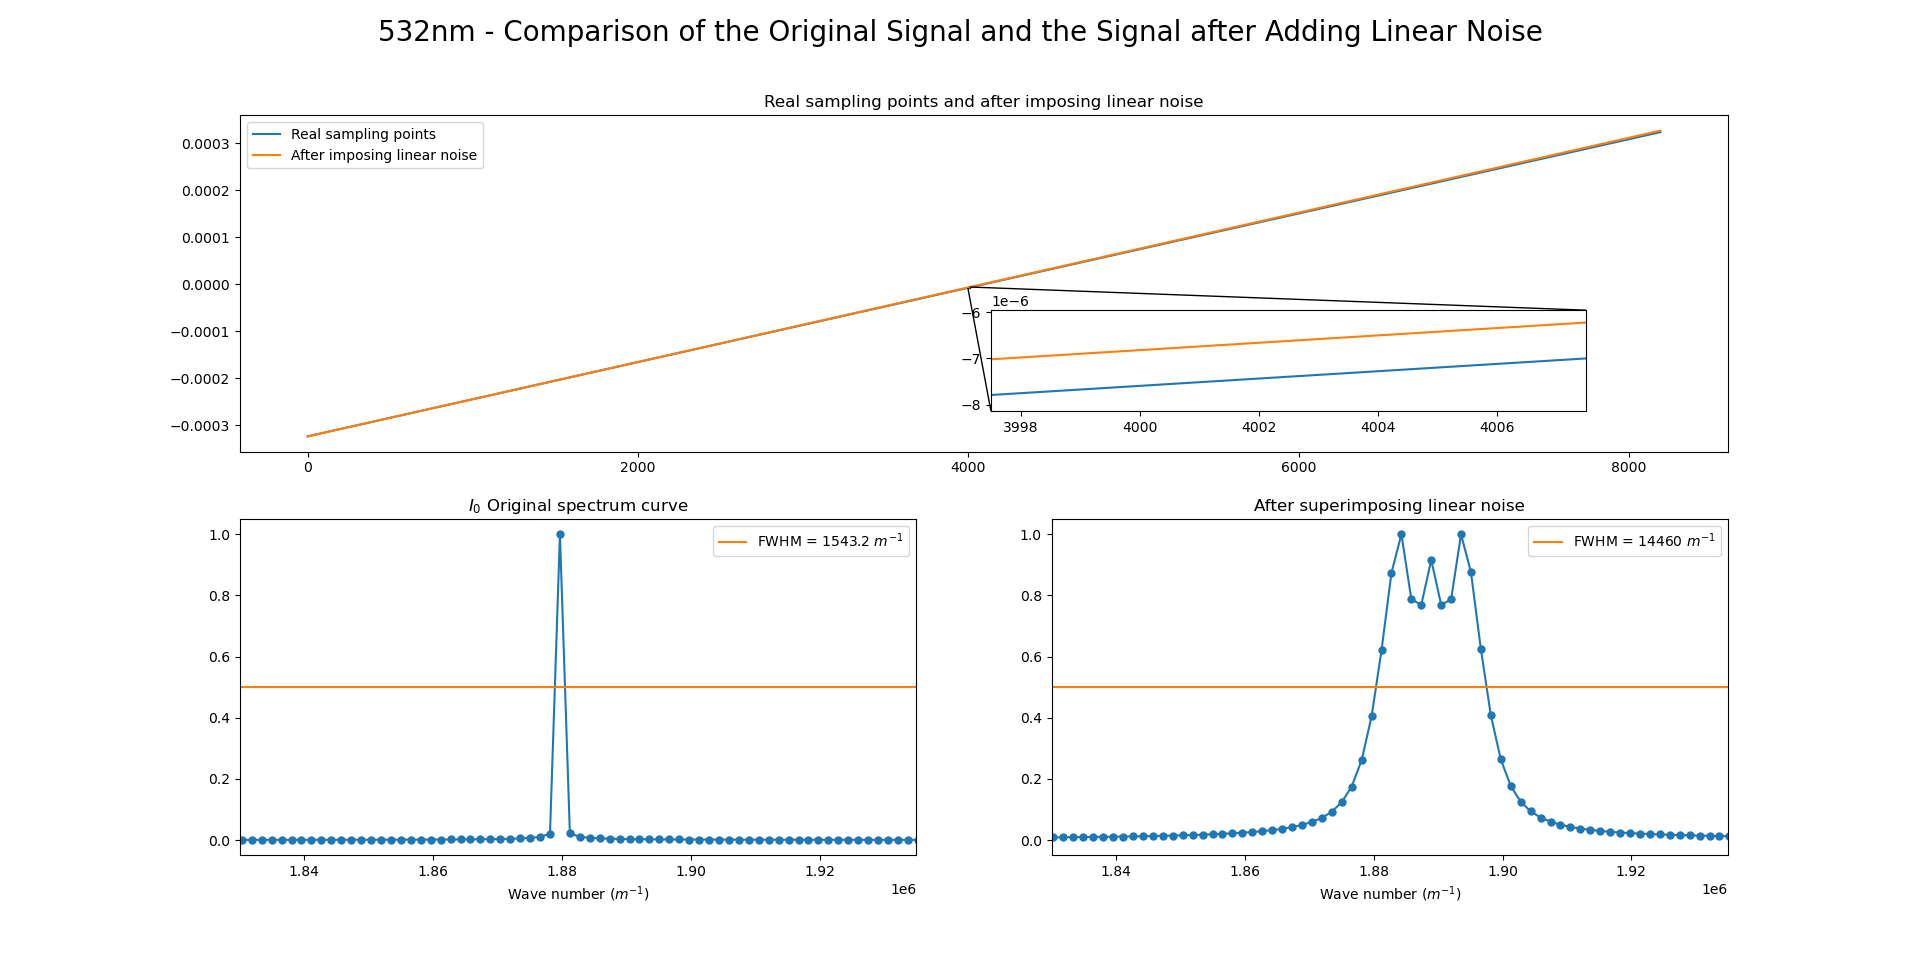 532nm - Comparison of the Original Signal and the Signal after Adding Linear Noise
Real sampling points and after imposing linear noise
Real sampling points
After imposing linear noise
0.0003
0.0002
0.0001
0.0000
−0.0001
−0.0002
−0.0003
1e−6
−6
−7
−8
3998 4000 4002 4004 4006
0 2000 4000 6000 8000
I₀ Original spectrum curve
FWHM = 1543.2 m⁻¹
1.0
0.8
0.6
0.4
0.2
0.0
1.84 1.86 1.88 1.90 1.92
1e6
Wave number (m⁻¹)
After superimposing linear noise
FWHM = 14460 m⁻¹
1.0
0.8
0.6
0.4
0.2
0.0
1.84 1.86 1.88 1.90 1.92
1e6
Wave number (m⁻¹)